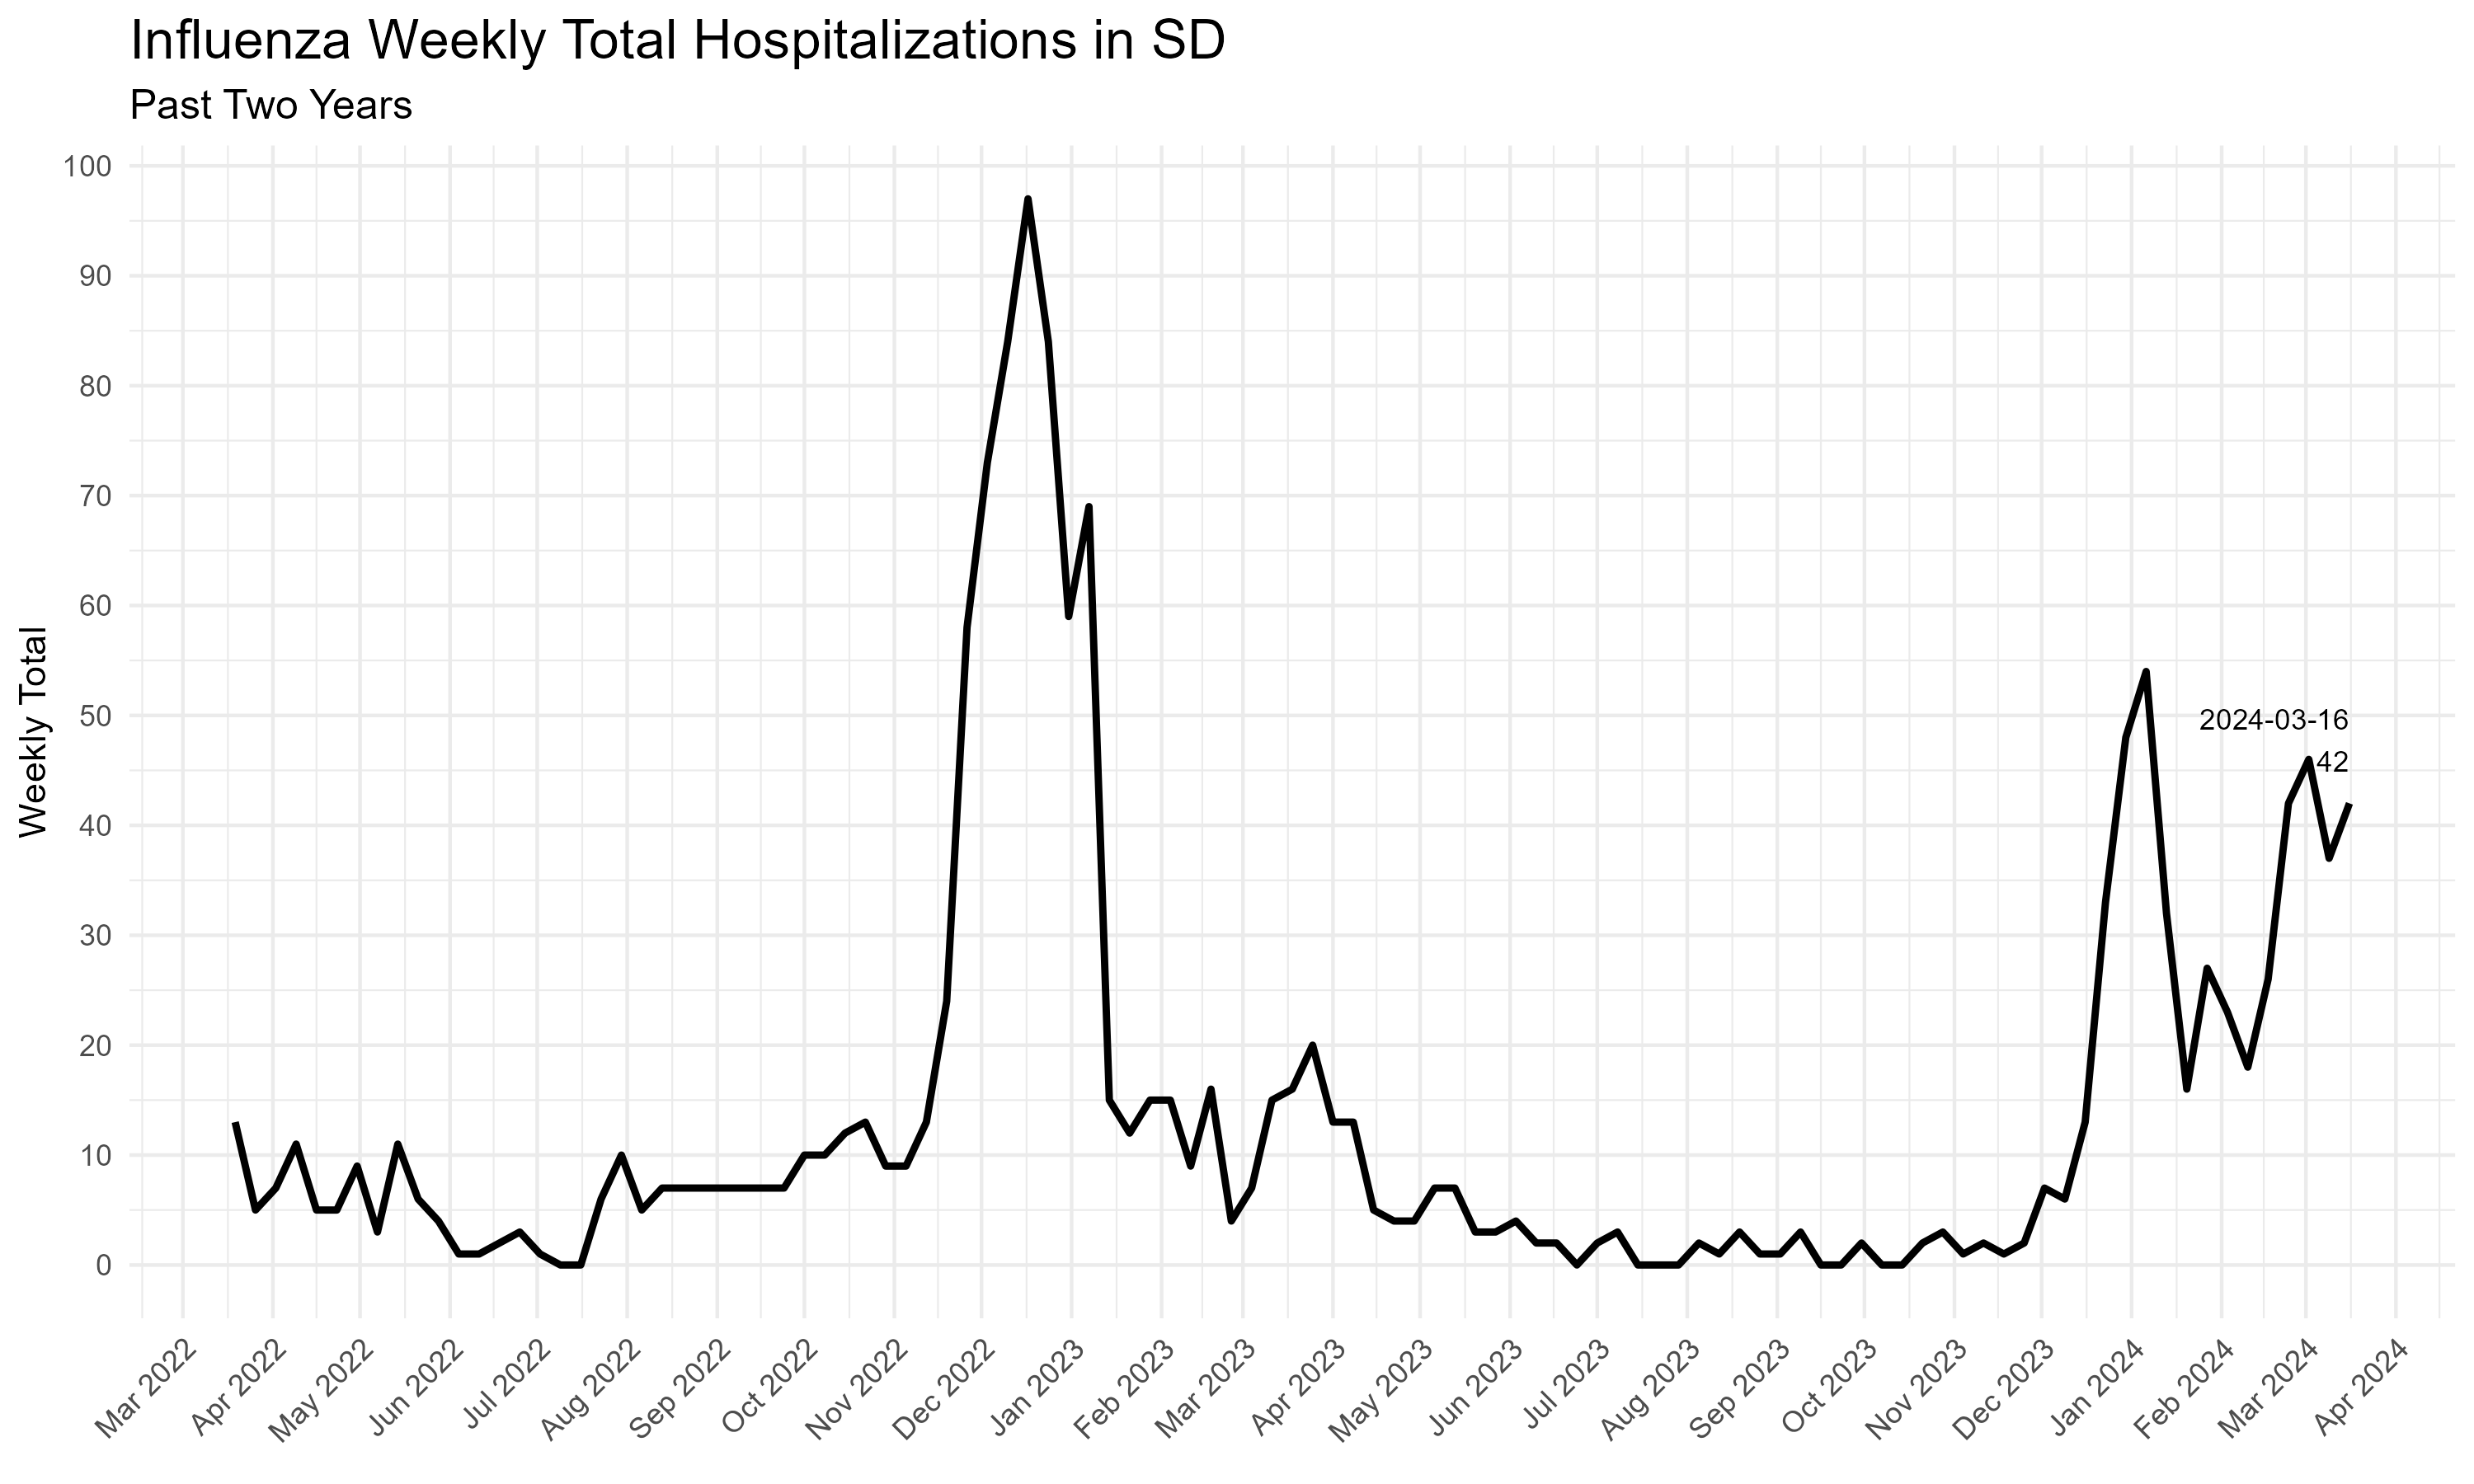 Influenza Weekly Total Hospitalizations in SD
Past Two Years
Weekly Total
100
90
80
70
60
50
40
30
20
10
0
2024-03-16
42
Mar 2022
Apr 2022
May 2022
Jun 2022
Jul 2022
Aug 2022
Sep 2022
Oct 2022
Nov 2022
Dec 2022
Jan 2023
Feb 2023
Mar 2023
Apr 2023
May 2023
Jun 2023
Jul 2023
Aug 2023
Sep 2023
Oct 2023
Nov 2023
Dec 2023
Jan 2024
Feb 2024
Mar 2024
Apr 2024